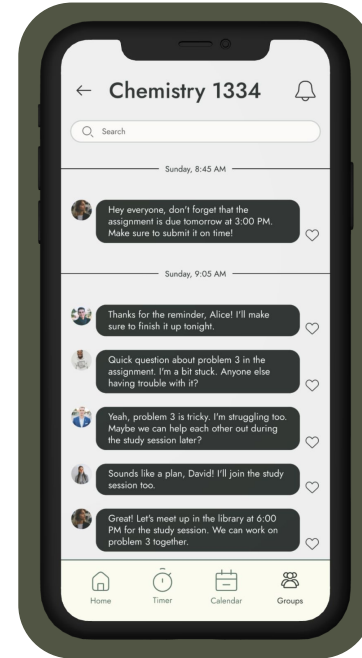 Chemistry 1334
Search
Sunday, 8:45 AM
Hey everyone, don't forget that the
assignment is due tomorrow at 3:00 PM.
Make sure to submit it on time!
Sunday, 9:05 AM
Thanks for the reminder, Alice! I'll make
sure to finish it up tonight.
Quick question about problem 3 in the
assignment. I'm a bit stuck. Anyone else
having trouble with it?
Yeah, problem 3 is tricky. I'm struggling too.
Maybe we can help each other out during
the study session later?
Sounds like a plan, David! I'll join the study
session too.
Great! Let's meet up in the library at 6:00
PM for the study session. We can work on
problem 3 together.
Home Timer Calendar Groups